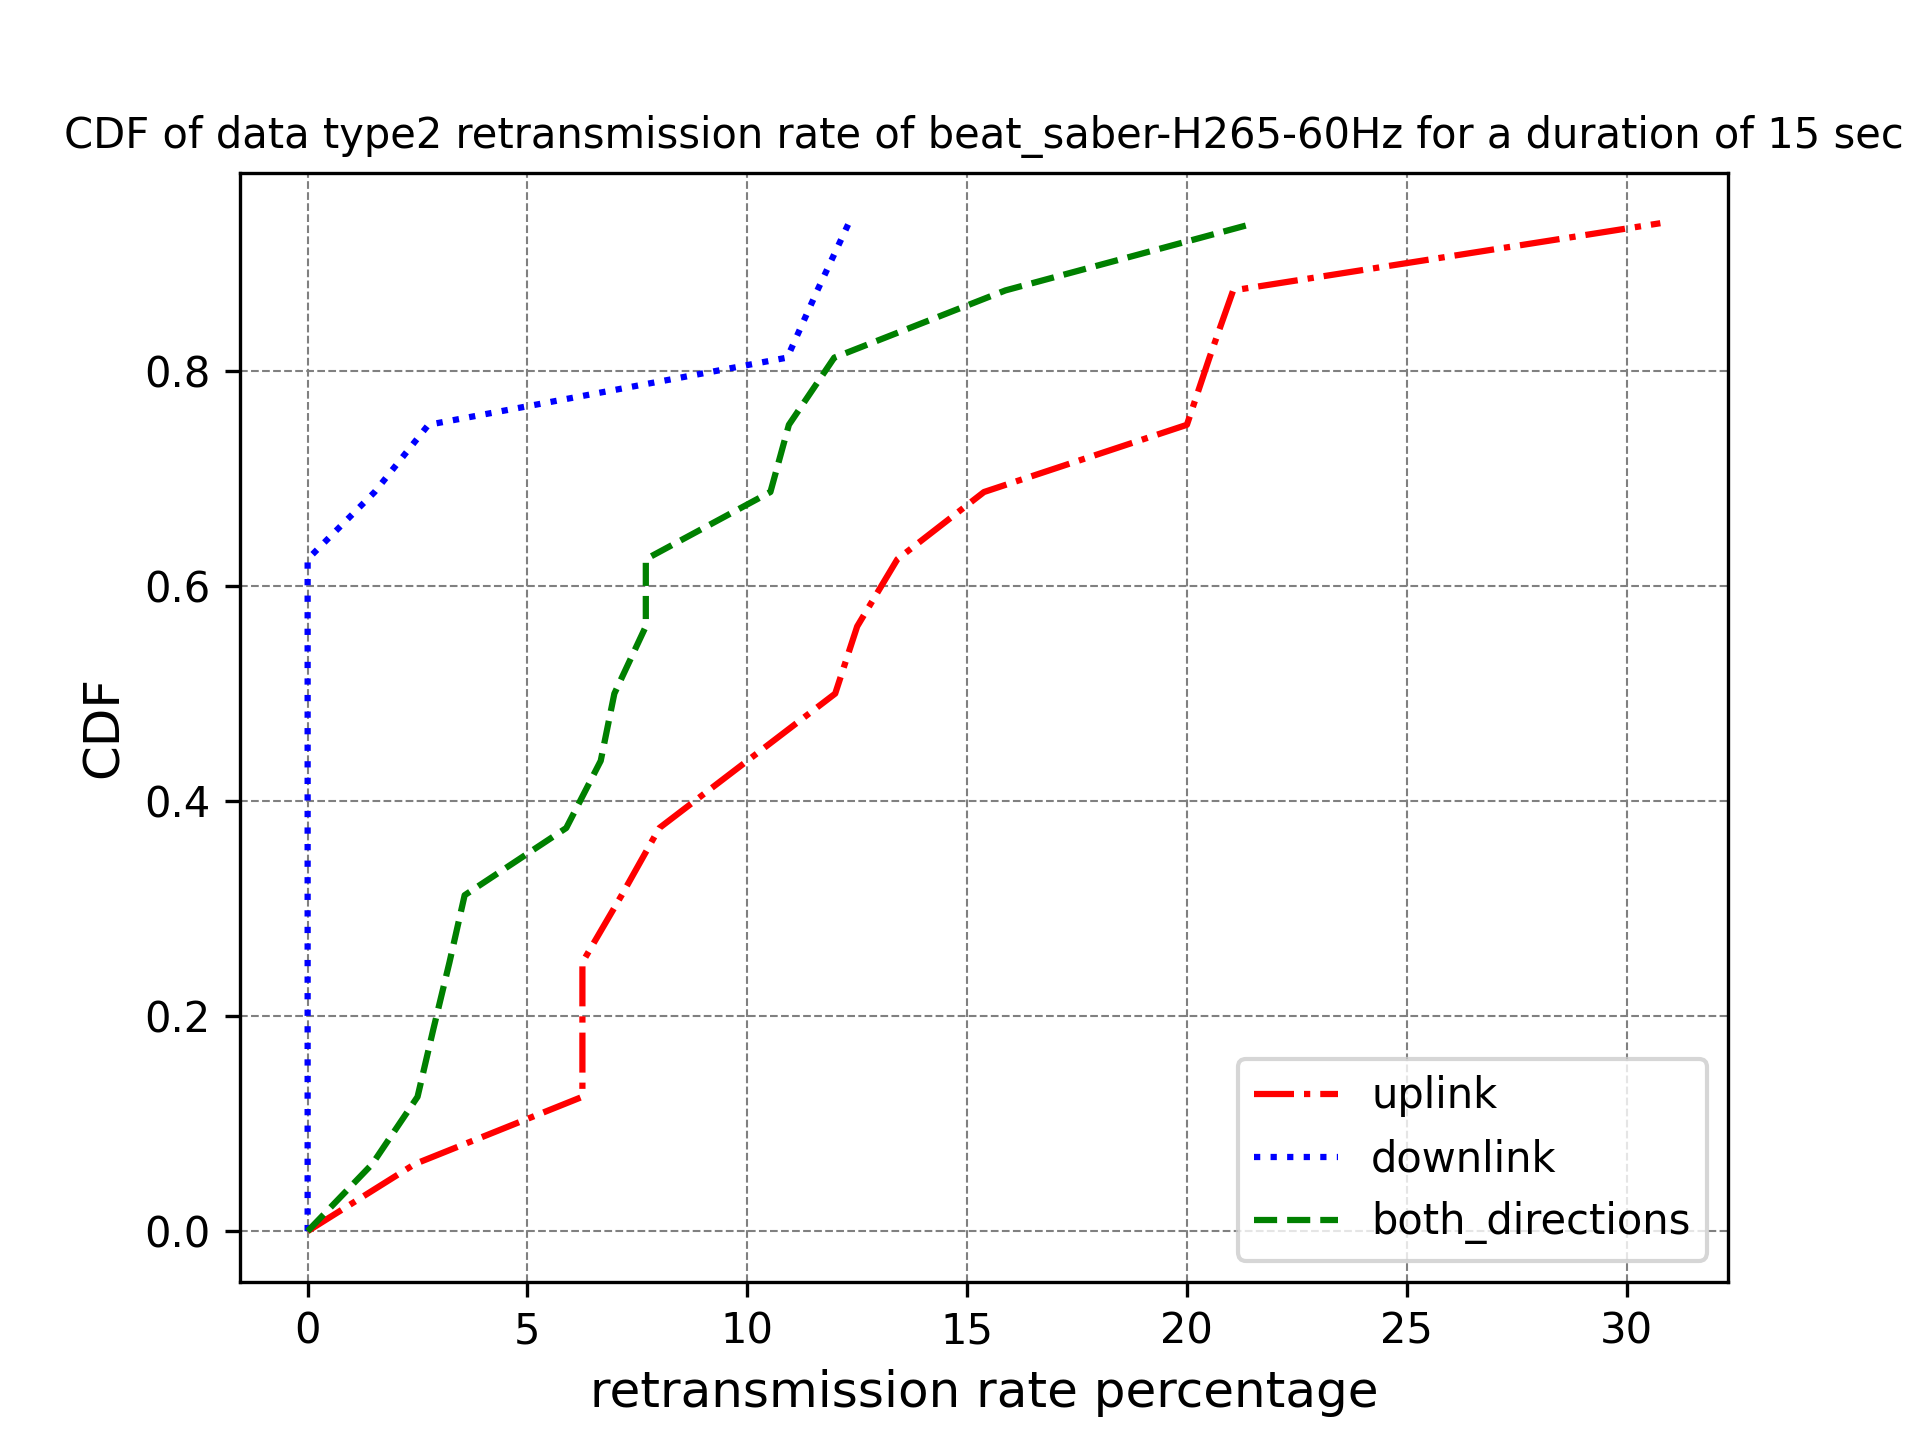 CDF of data type2 retransmission rate of beat_saber-H265-60Hz for a duration of 15 sec
CDF
0.8
0.6
0.4
0.2
0.0
uplink
downlink
both_directions
0 5 10 15 20 25 30
retransmission rate percentage